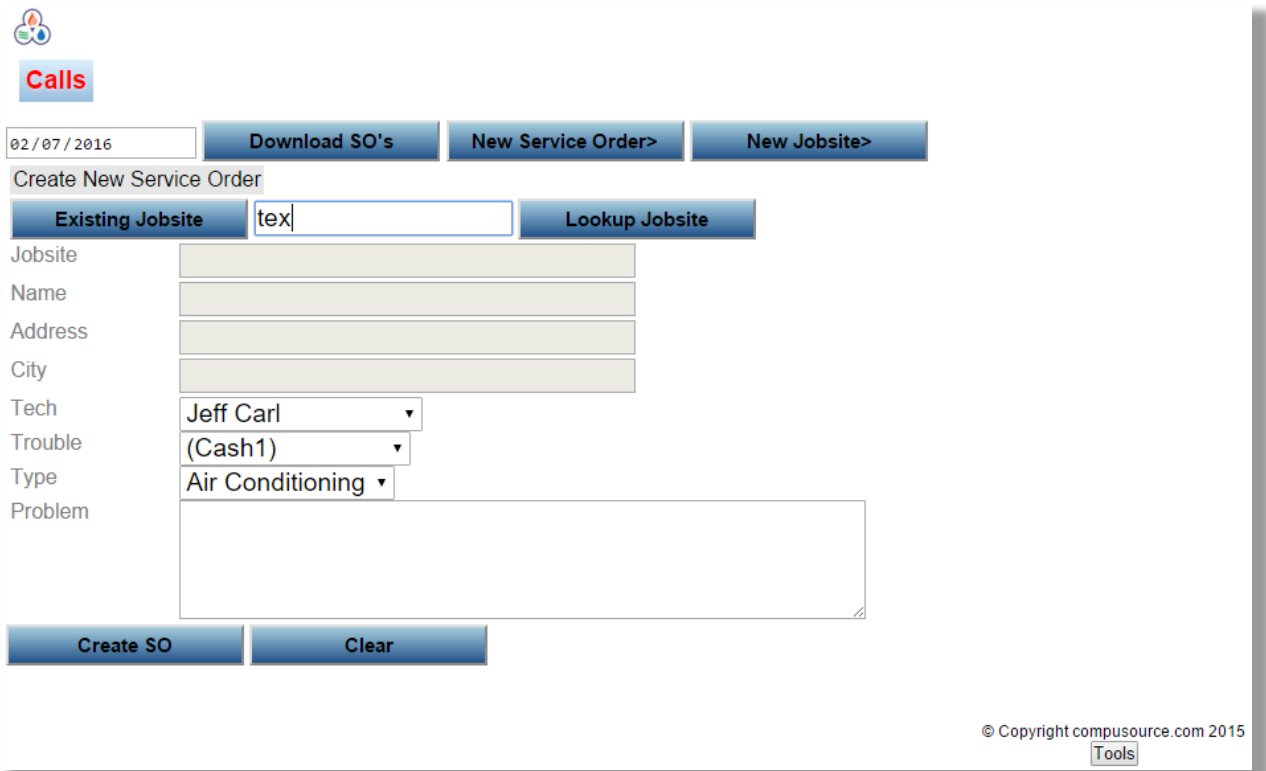 Calls
02/07/2016 Download SO's New Service Order> New Jobsite>
Create New Service Order
Existing Jobsite tex Lookup Jobsite
Jobsite
Name
Address
City
Tech Jeff Carl
Trouble (Cash1)
Type Air Conditioning
Problem
Create SO Clear
© Copyright compusource.com 2015
Tools